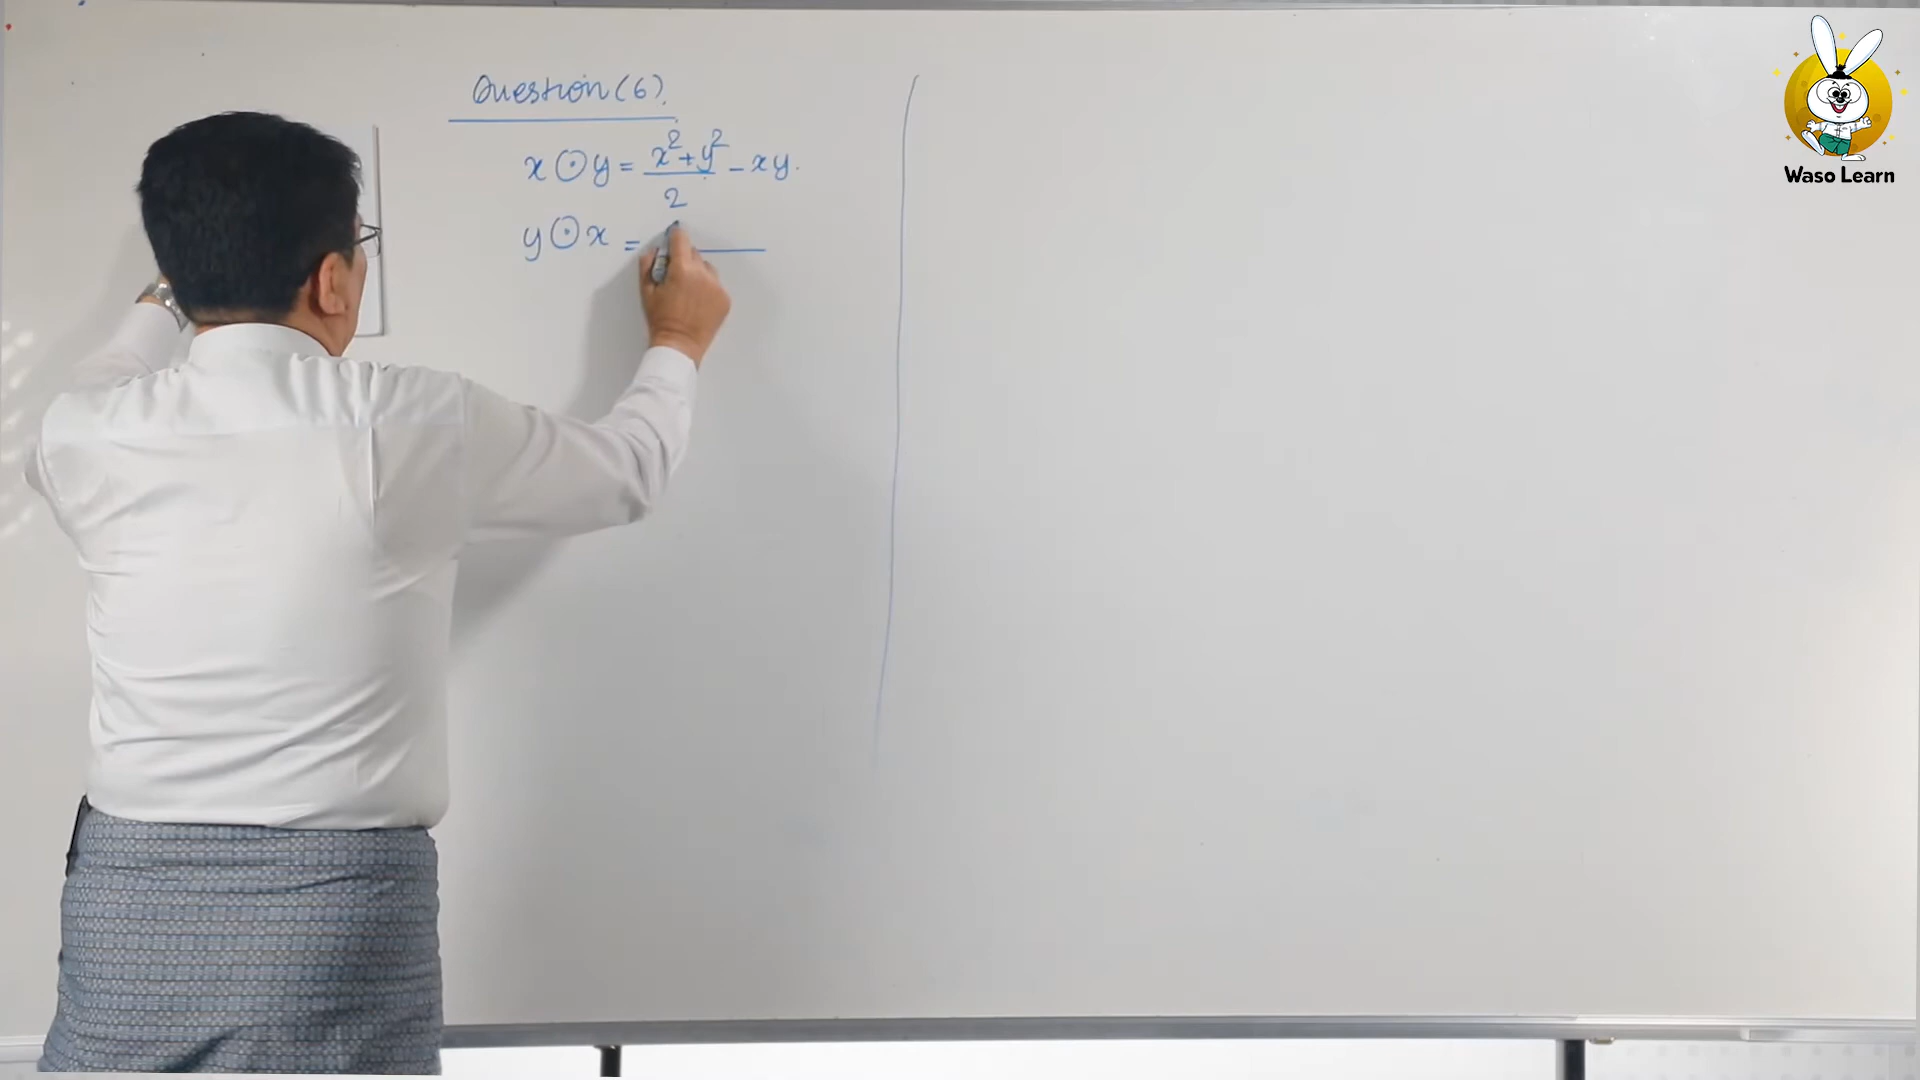 Question (6).
x ⊙ y = x²+y²/2 - xy.
y ⊙ x =
Waso Learn